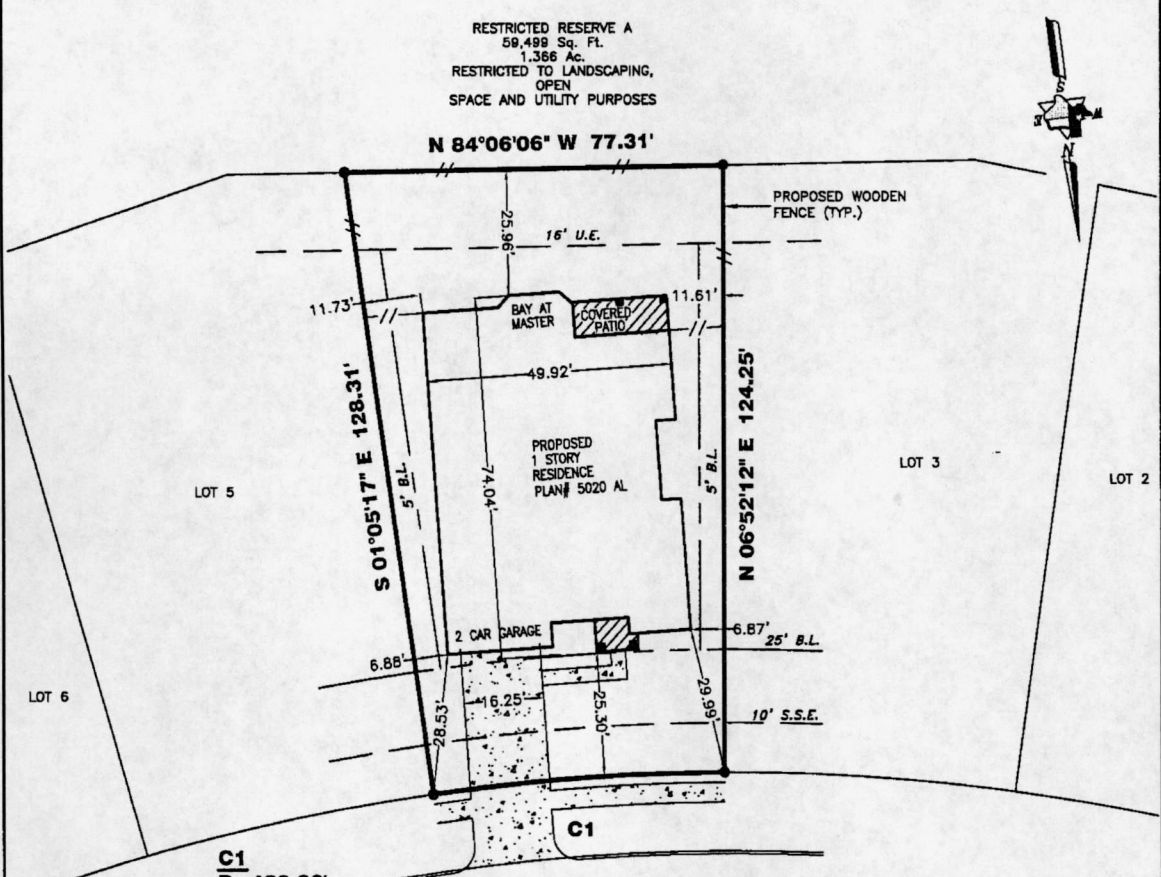 RESTRICTED RESERVE A
59,499 Sq. Ft.
1.366 Ac.
RESTRICTED TO LANDSCAPING,
OPEN
SPACE AND UTILITY PURPOSES
S
N
N 84°06'06" W 77.31'
PROPOSED WOODEN
FENCE (TYP.)
25.96'
16' U.E.
11.73'
11.61'
BAY AT
MASTER
COVERED
PATIO
49.92'
S 01°05'17" E 128.31'
N 06°52'12" E 124.25'
5' B.L.
5' B.L.
74.04'
PROPOSED
1 STORY
RESIDENCE
PLAN# 5020 AL
LOT 5
LOT 3
LOT 2
2 CAR GARAGE
6.88'
6.87'
25' B.L.
LOT 6
28.53'
16.25'
25.30'
29.99'
10' S.S.E.
C1
C1